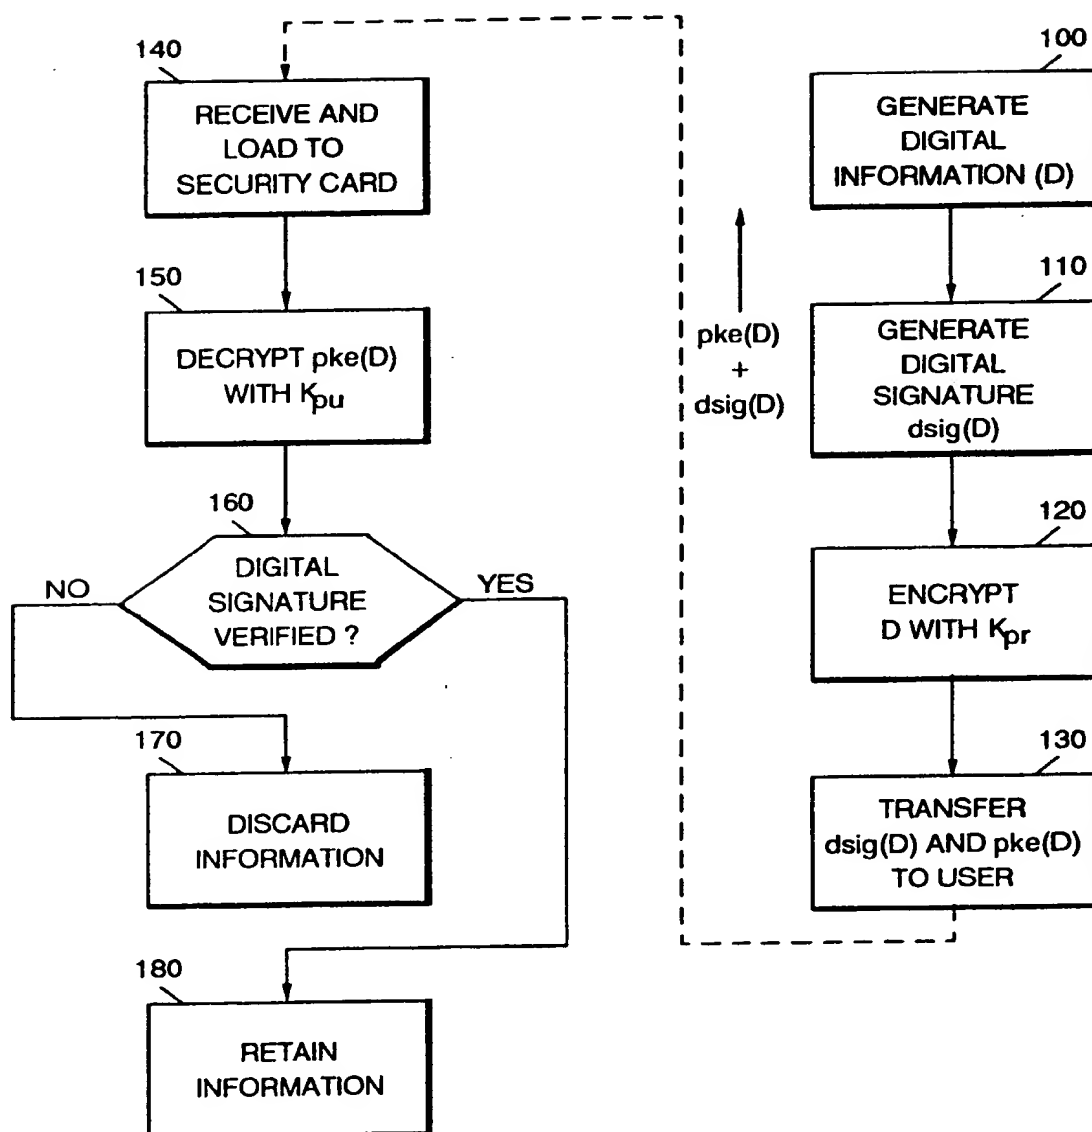 100
GENERATE
DIGITAL
INFORMATION (D)
110
GENERATE
DIGITAL
SIGNATURE
dsig(D)
120
ENCRYPT
D WITH Kpr
130
TRANSFER
dsig(D) AND pke(D)
TO USER
pke(D)
+
dsig(D)
140
RECEIVE AND
LOAD TO
SECURITY CARD
150
DECRYPT pke(D)
WITH Kpu
160
DIGITAL
SIGNATURE
VERIFIED ?
NO
YES
170
DISCARD
INFORMATION
180
RETAIN
INFORMATION